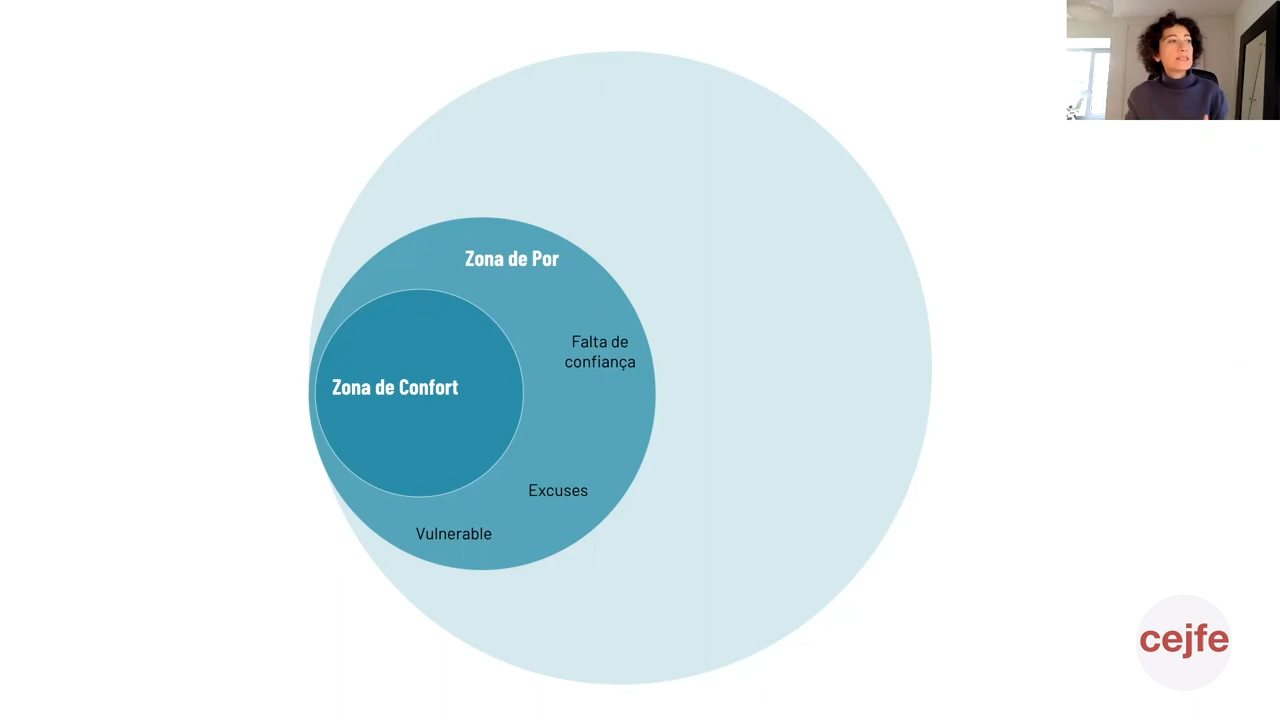 Zona de Por
Falta de
confiança
Zona de Confort
Excuses
Vulnerable
cejfe